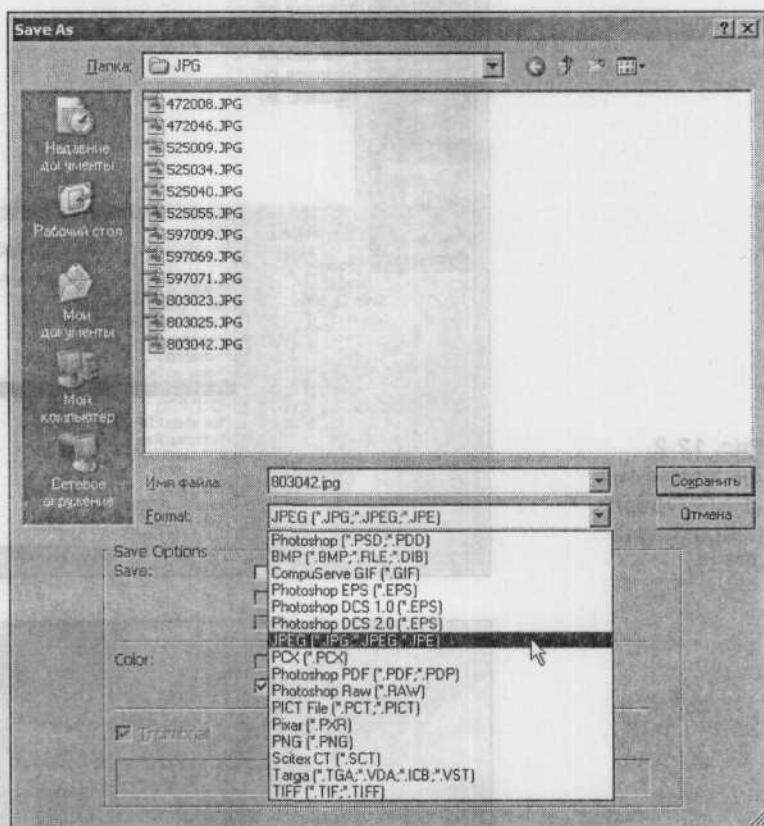 Save As
Папка:
JPG
472008.JPG
472046.JPG
525009.JPG
525034.JPG
525040.JPG
525055.JPG
597009.JPG
597069.JPG
597071.JPG
803023.JPG
803025.JPG
803042.JPG
Недавние
документы
Рабочий стол
Мои
документы
Мой
компьютер
Сетевое
окружение
Имя файла:
803042.jpg
Сохранить
Format:
JPEG (*.JPG;*.JPEG;*.JPE)
Отмена
Save Options
Save:
Color:
Thumbnail
Photoshop (*.PSD;*.PDD)
BMP (*.BMP;*.RLE;*.DIB)
CompuServe GIF (*.GIF)
Photoshop EPS (*.EPS)
Photoshop DCS 1.0 (*.EPS)
Photoshop DCS 2.0 (*.EPS)
JPEG (*.JPG;*.JPEG;*.JPE)
PCX (*.PCX)
Photoshop PDF (*.PDF;*.PDP)
Photoshop Raw (*.RAW)
PICT File (*.PCT;*.PICT)
Pixar (*.PXR)
PNG (*.PNG)
Scitex CT (*.SCT)
Targa (*.TGA;*.VDA;*.ICB;*.VST)
TIFF (*.TIF;*.TIFF)